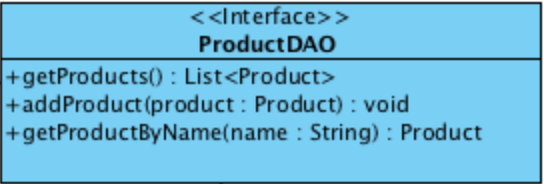 <<Interface>>
ProductDAO
+getProducts() : List<Product>
+addProduct(product : Product) : void
+getProductByName(name : String) : Product